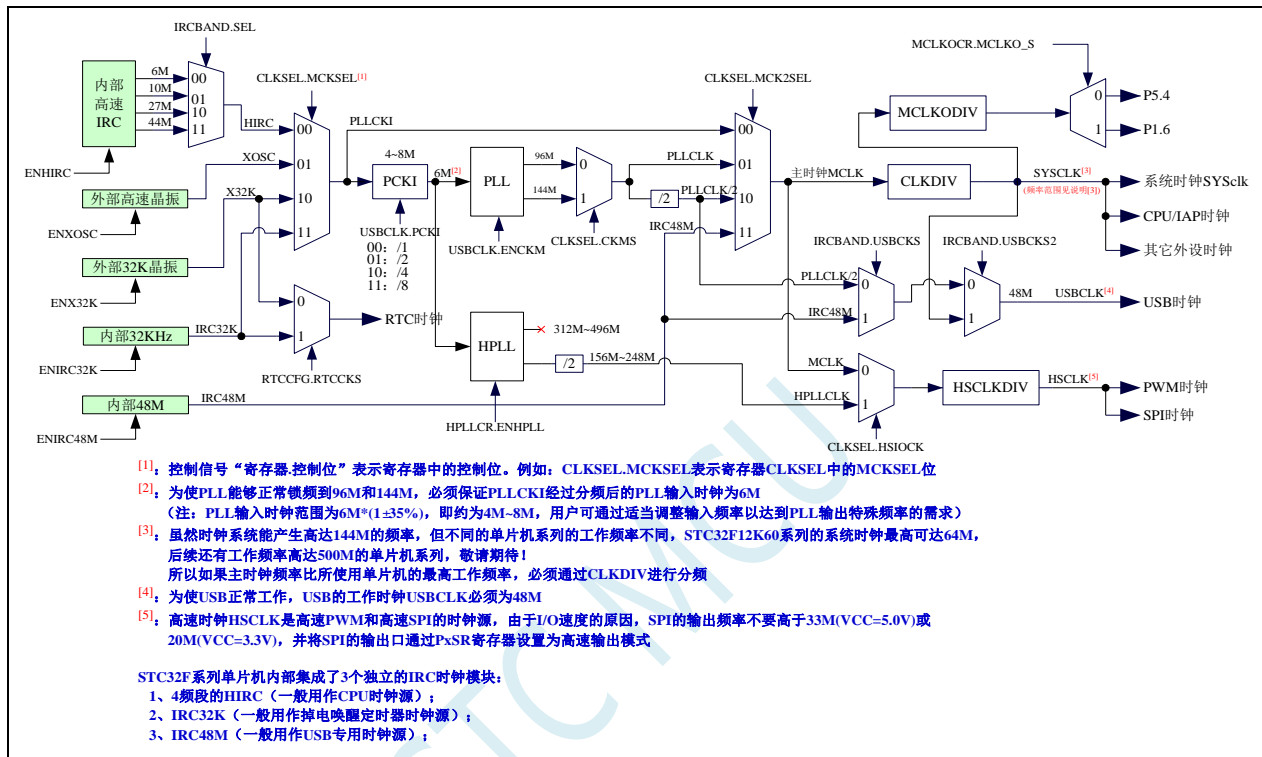 IRCBAND.SEL
MCLKOCR.MCLKO_S
内部高速IRC
6M
10M
27M
44M
00
01
10
11
HIRC
ENHIRC
CLKSEL.MCKSEL[1]
00
01
10
11
XOSC
X32K
外部高速晶振
ENXOSC
外部32K晶振
ENX32K
内部32KHz
IRC32K
ENIRC32K
内部48M
IRC48M
ENIRC48M
0
1
RTC时钟
RTCCFG.RTCCKS
PLLCKI
4~8M
PCKI
6M[2]
USBCLK.PCKI
00: /1
01: /2
10: /4
11: /8
PLL
96M
144M
0
1
USBCLK.ENCKM
CLKSEL.CKMS
PLLCLK
/2
PLLCLK/2
IRC48M
CLKSEL.MCK2SEL
00
01
10
11
HPLL
312M~496M
/2
156M~248M
HPLLCR.ENHPLL
主时钟MCLK
CLKDIV
MCLKODIV
0
1
P5.4
P1.6
SYSCLK[3]
(频率范围见说明[3])
系统时钟SYSclk
CPU/IAP时钟
其它外设时钟
IRCBAND.USBCKS
IRCBAND.USBCKS2
PLLCLK/2
IRC48M
0
1
0
1
48M
USBCLK[4]
USB时钟
MCLK
HPLLCLK
0
1
CLKSEL.HSIOCK
HSCLKDIV
HSCLK[5]
PWM时钟
SPI时钟
[1]：控制信号“寄存器.控制位”表示寄存器中的控制位。例如：CLKSEL.MCKSEL表示寄存器CLKSEL中的MCKSEL位
[2]：为使PLL能够正常锁频到96M和144M，必须保证PLLCKI经过分频后的PLL输入时钟为6M
（注：PLL输入时钟范围为6M*(1±35%)，即约为4M~8M，用户可通过适当调整输入频率以达到PLL输出特殊频率的需求）
[3]：虽然时钟系统能产生高达144M的频率，但不同的单片机系列的工作频率不同，STC32F12K60系列的系统时钟最高可达64M，
后续还有工作频率高达500M的单片机系列，敬请期待！
所以如果主时钟频率比所使用单片机的最高工作频率，必须通过CLKDIV进行分频
[4]：为使USB正常工作，USB的工作时钟USBCLK必须为48M
[5]：高速时钟HSCLK是高速PWM和高速SPI的时钟源，由于I/O速度的原因，SPI的输出频率不要高于33M(VCC=5.0V)或
20M(VCC=3.3V)，并将SPI的输出口通过PxSR寄存器设置为高速输出模式
STC32F系列单片机内部集成了3个独立的IRC时钟模块：
1、4频段的HIRC（一般用作CPU时钟源）；
2、IRC32K（一般用作掉电唤醒定时器时钟源）；
3、IRC48M（一般用作USB专用时钟源）；
STC MCU